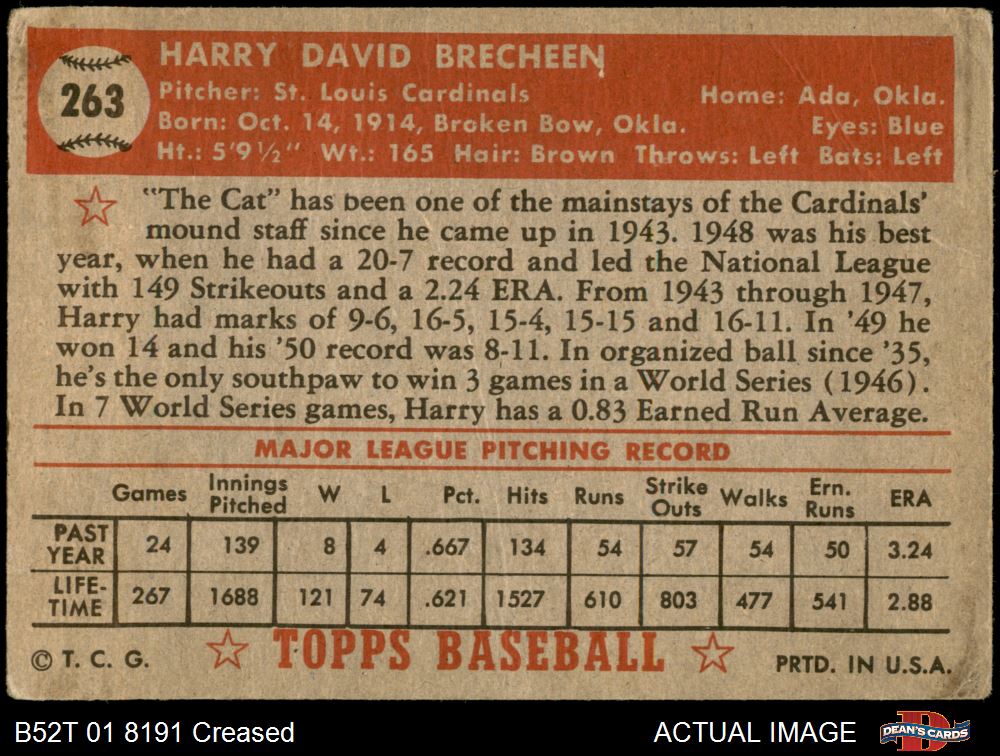 HARRY DAVID BRECHEEN
263
Pitcher: St. Louis Cardinals Home: Ada, Okla.
Born: Oct. 14, 1914, Broken Bow, Okla. Eyes: Blue
Ht.: 5'9½" Wt.: 165 Hair: Brown Throws: Left Bats: Left
"The Cat" has been one of the mainstays of the Cardinals'
mound staff since he came up in 1943. 1948 was his best
year, when he had a 20-7 record and led the National League
with 149 Strikeouts and a 2.24 ERA. From 1943 through 1947,
Harry had marks of 9-6, 16-5, 15-4, 15-15 and 16-11. In '49 he
won 14 and his '50 record was 8-11. In organized ball since '35,
he's the only southpaw to win 3 games in a World Series (1946).
In 7 World Series games, Harry has a 0.83 Earned Run Average.
MAJOR LEAGUE PITCHING RECORD
Games Innings Pitched W L Pct. Hits Runs Strike Outs Walks Ern. Runs ERA
PAST YEAR 24 139 8 4 .667 134 54 57 54 50 3.24
LIFE-TIME 267 1688 121 74 .621 1527 610 803 477 541 2.88
© T. C. G. TOPPS BASEBALL PRTD. IN U.S.A.
B52T 01 8191 Creased ACTUAL IMAGE D DEAN'S CARDS